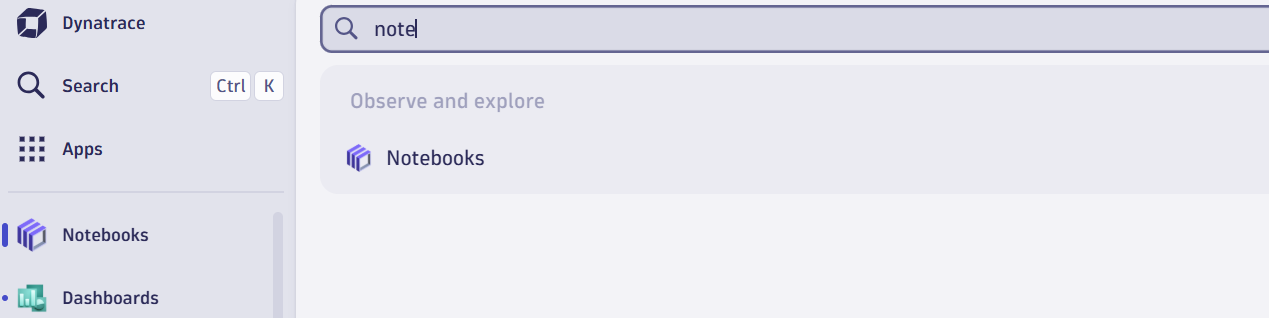 Dynatrace
Search Ctrl K
Apps
Notebooks
Dashboards
note
Observe and explore
Notebooks